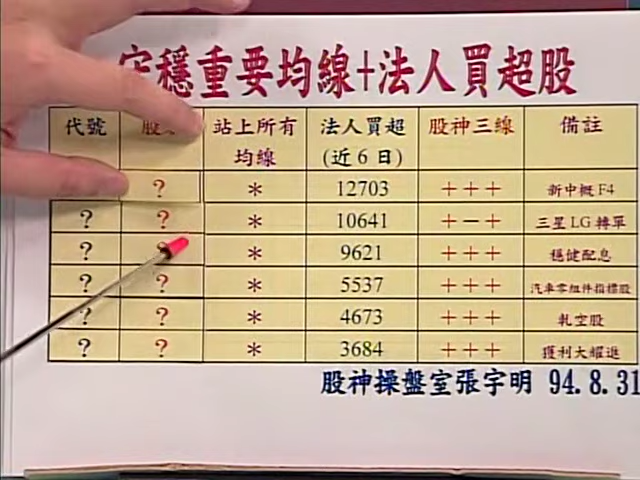 穩重要均線+法人買超股
代號 股 站上所有均線 法人買超(近6日) 股神三線 備註
? * 12703 +++ 新中概F4
? ? * 10641 +-+ 三星LG轉單
? ? * 9621 +++ 穩健配息
? ? * 5537 +++ 汽車零組件指標股
? ? * 4673 +++ 軋空股
? ? * 3684 +++ 獲利大躍進
股神操盤室張宇明 94.8.31